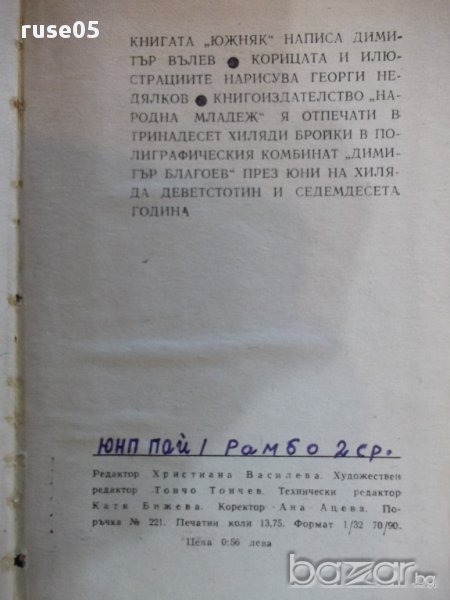 ruse05
КНИГАТА „ЮЖНЯК" НАПИСА ДИМИ-
ТЪР ВЪЛЕВ ● КОРИЦАТА И ИЛЮ-
СТРАЦИИТЕ НАРИСУВА ГЕОРГИ НЕ-
ДЯЛКОВ ● КНИГОИЗДАТЕЛСТВО „НА-
РОДНА МЛАДЕЖ" Я ОТПЕЧАТИ В
ТРИНАДЕСЕТ ХИЛЯДИ БРОЙКИ В ПО-
ЛИГРАФИЧЕСКИЯ КОМБИНАТ „ДИМИ-
ТЪР БЛАГОЕВ" ПРЕЗ ЮНИ НА ХИЛЯ-
ДА ДЕВЕТСТОТИН И СЕДЕМДЕСЕТА
ГОДИНА
ЮНП ПАЙ / Рамбо 2 ср.
Редактор Христиана Василева. Художествен
редактор Тончо Тончев. Технически редактор
Катя Бижева. Коректор Ана Ацева. По-
ръчка № 221. Печатни коли 13,75. Формат 1/32 70/90.
Цена 0·56 лева
bazar.bg